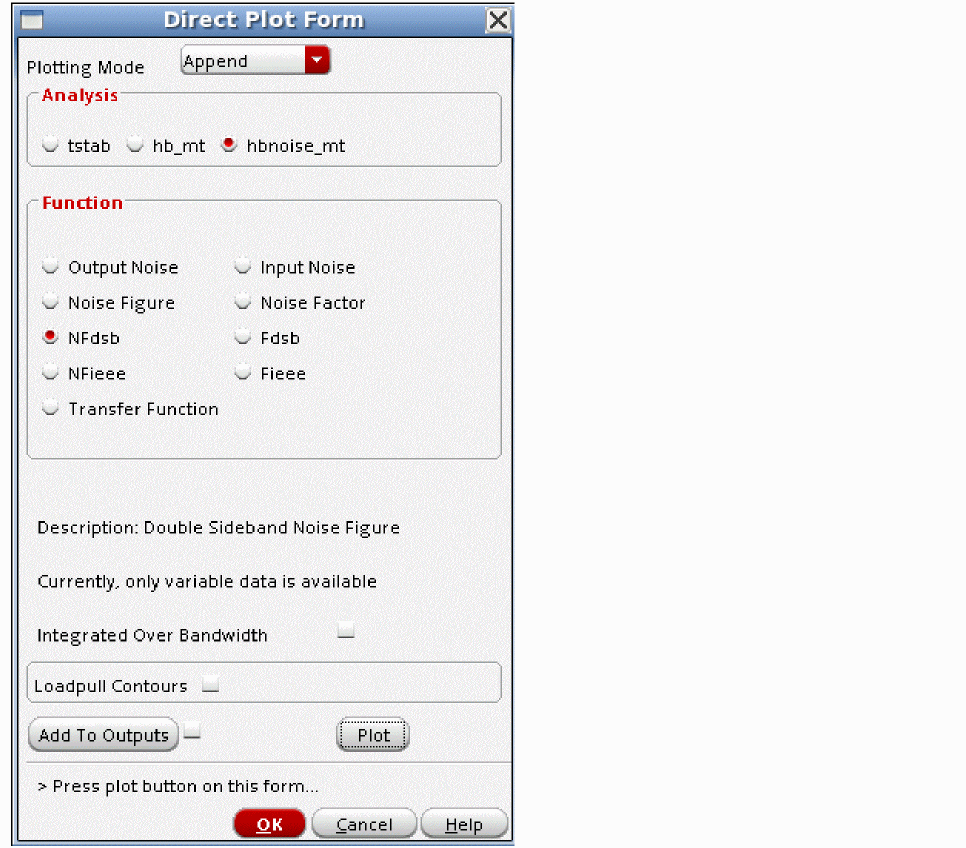 Direct Plot Form
Plotting Mode Append
Analysis
tstab hb_mt hbnoise_mt
Function
Output Noise Input Noise
Noise Figure Noise Factor
NFdsb Fdsb
NFieee Fieee
Transfer Function
Description: Double Sideband Noise Figure
Currently, only variable data is available
Integrated Over Bandwidth
Loadpull Contours
Add To Outputs Plot
> Press plot button on this form...
OK Cancel Help